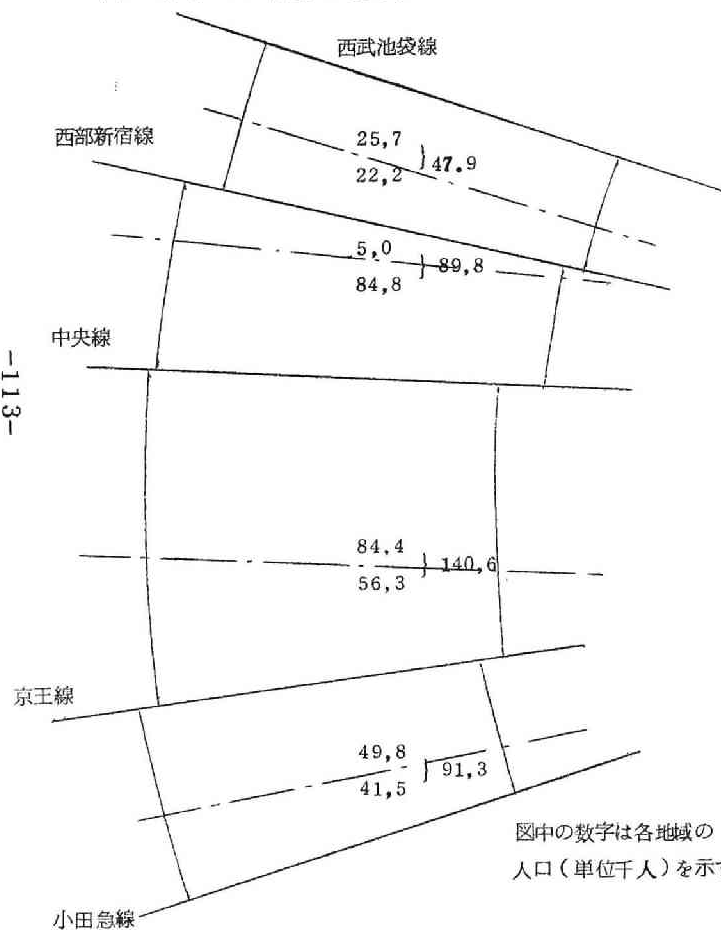 西武池袋線
西部新宿線
25,7
22,2
47.9
5,0
84,8
89,8
中央線
-113-
84,4
56,3
140,6
京王線
49,8
41,5
91,3
図中の数字は各地域の
人口(単位千人)を示す
小田急線